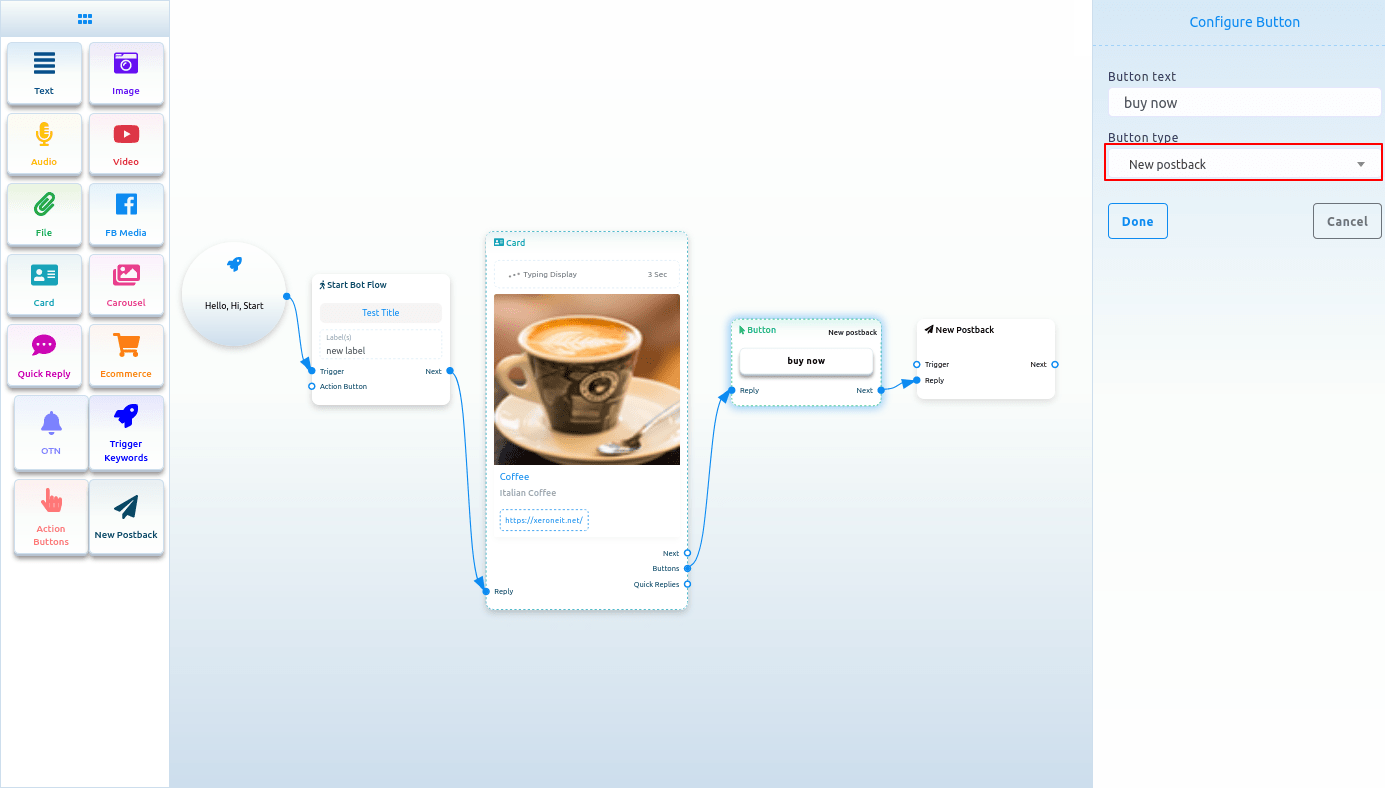 Text
Image
Audio
Video
File
FB Media
Card
Carousel
Quick Reply
Ecommerce
OTN
Trigger
Keywords
Action
Buttons
New Postback
Hello, Hi, Start
Start Bot Flow
Test Title
Label(s)
new label
Trigger
Next
Action Button
Card
Typing Display
3 Sec
Coffee
Italian Coffee
https://xeroneit.net/
Next
Buttons
Quick Replies
Reply
Button
New postback
buy now
Reply
Next
New Postback
Trigger
Next
Reply
Configure Button
Button text
buy now
Button type
New postback
Done
Cancel